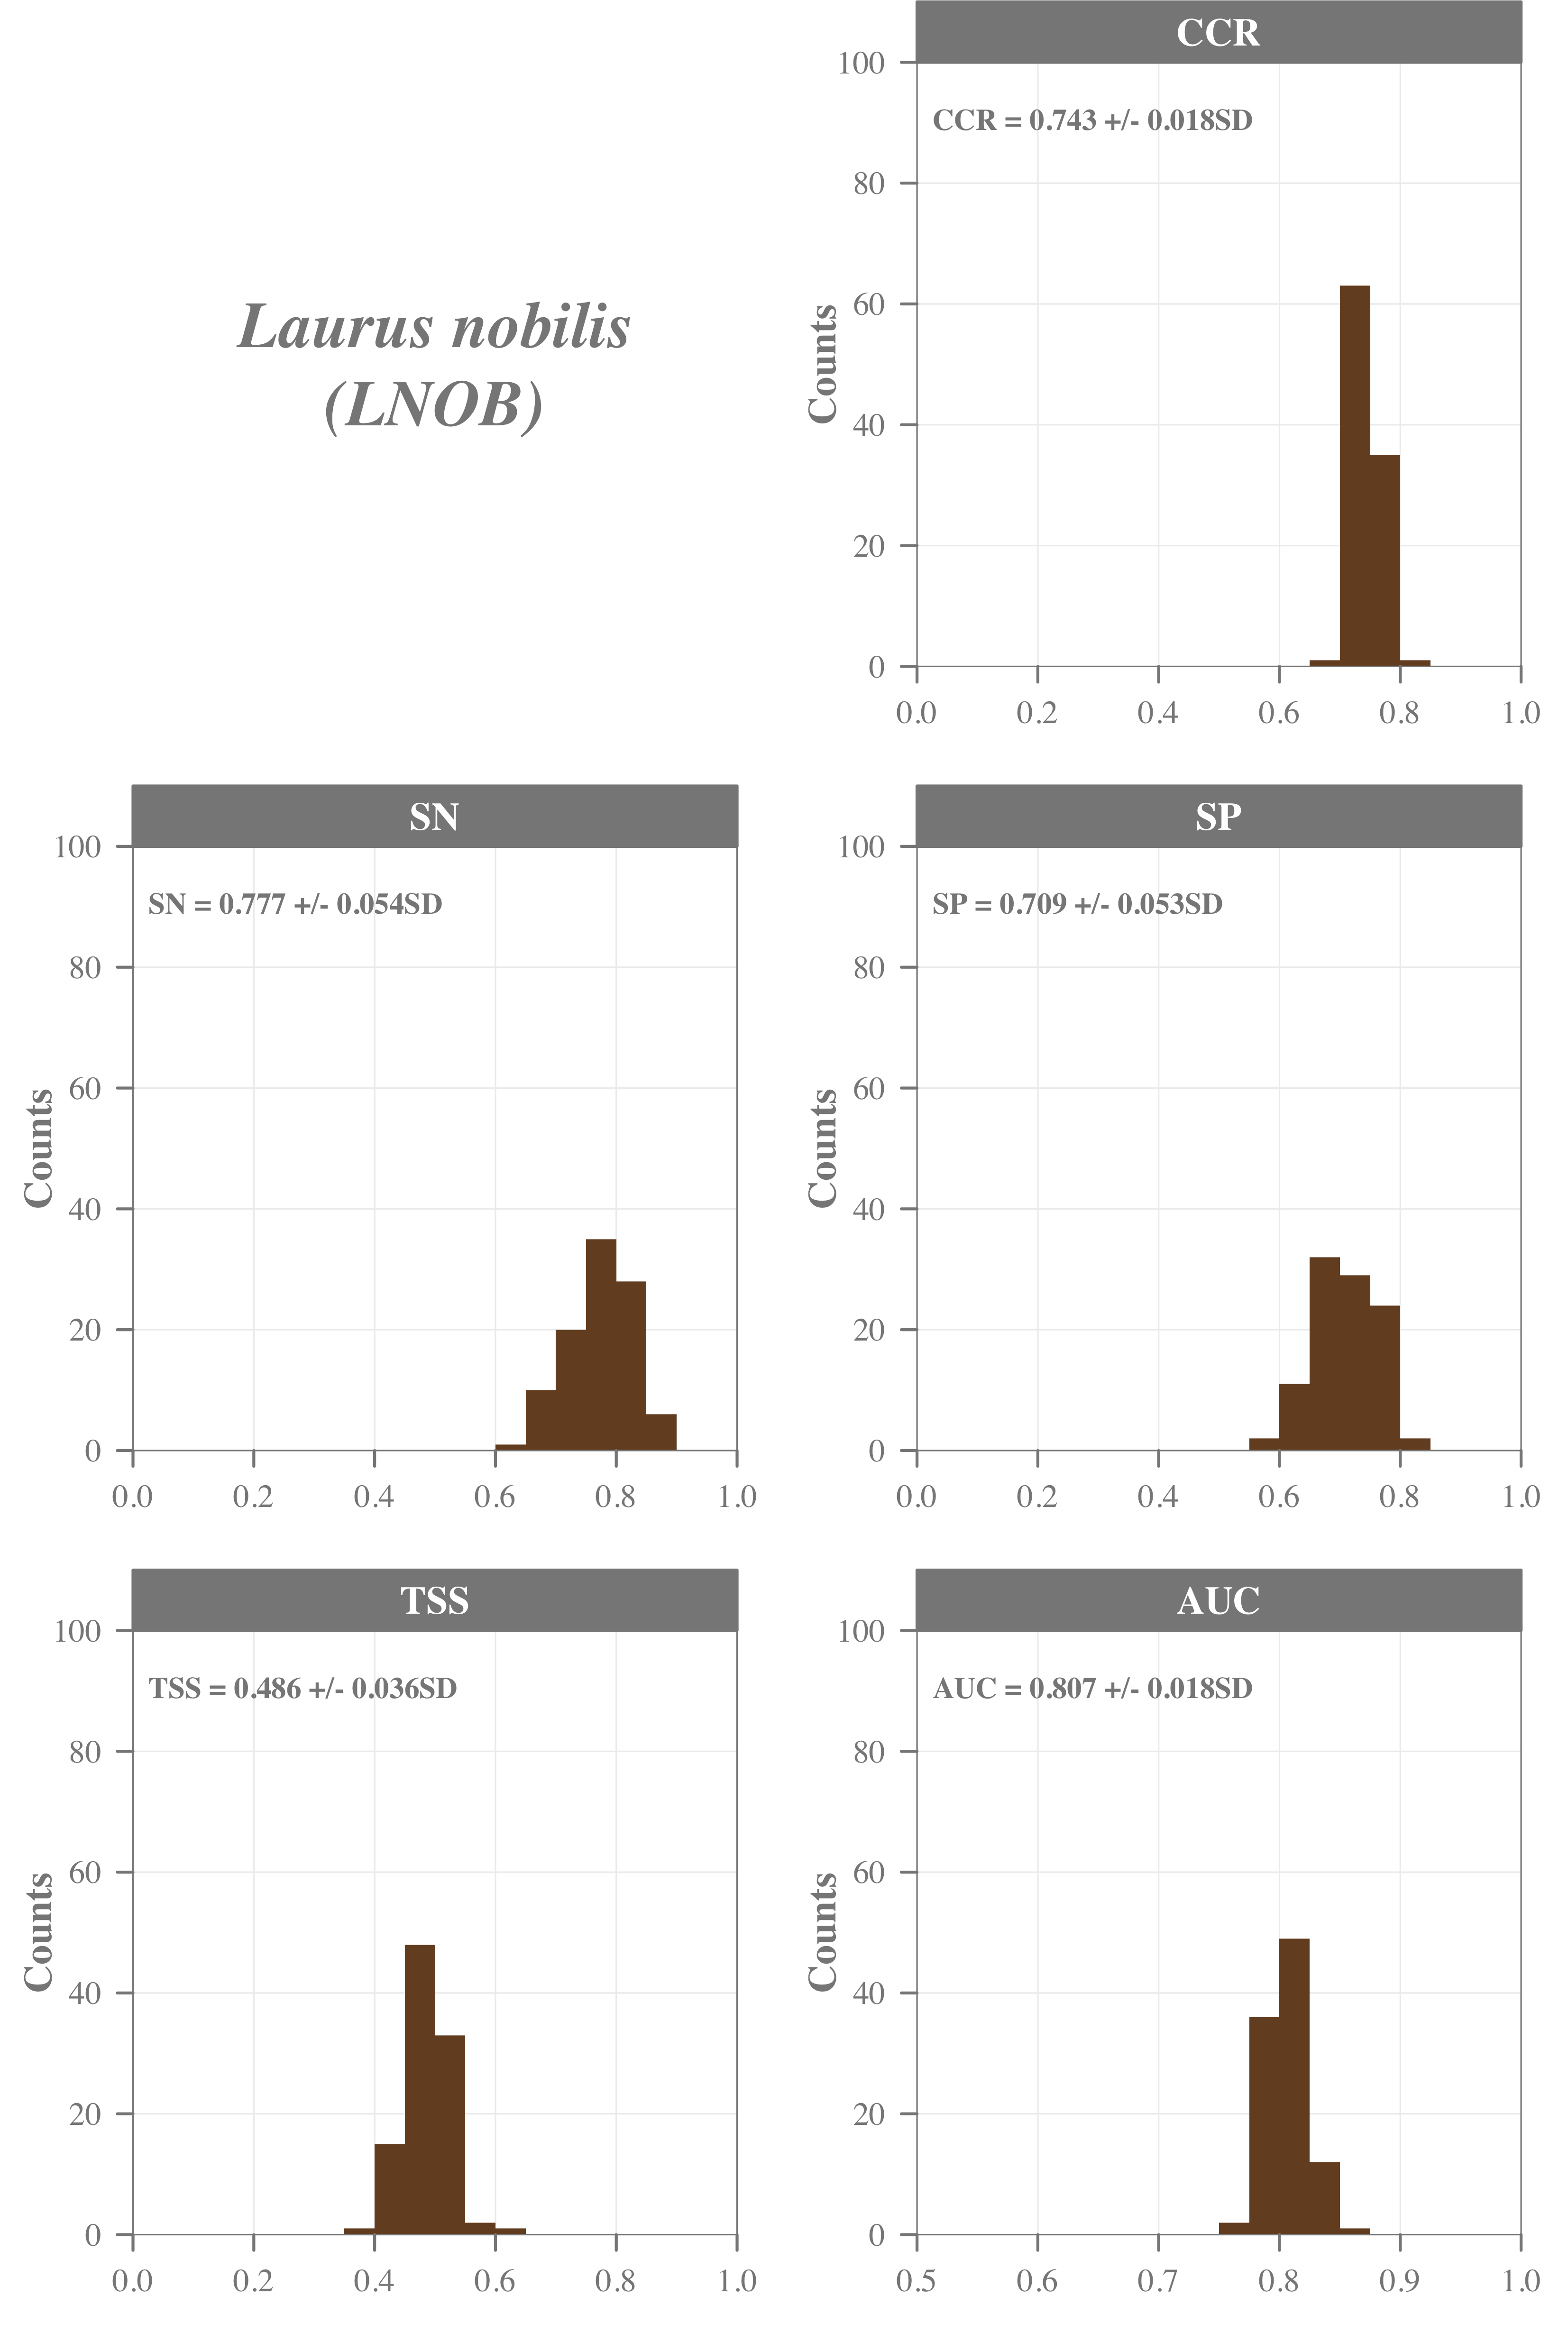 CCR
100
CCR = 0.743 +/- 0.018SD
80
60
Counts
40
20
0
0.0 0.2 0.4 0.6 0.8 1.0
Laurus nobilis
(LNOB)
SN
100
SN = 0.777 +/- 0.054SD
80
60
Counts
40
20
0
0.0 0.2 0.4 0.6 0.8 1.0
SP
100
SP = 0.709 +/- 0.053SD
80
60
Counts
40
20
0
0.0 0.2 0.4 0.6 0.8 1.0
TSS
100
TSS = 0.486 +/- 0.036SD
80
60
Counts
40
20
0
0.0 0.2 0.4 0.6 0.8 1.0
AUC
100
AUC = 0.807 +/- 0.018SD
80
60
Counts
40
20
0
0.5 0.6 0.7 0.8 0.9 1.0